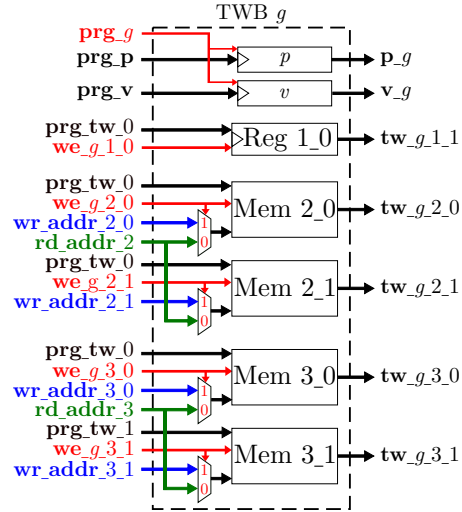 TWB g
prg_g
prg_p
p
p_g
prg_v
v
v_g
prg_tw_0
we_g_1_0
Reg 1_0
tw_g_1_1
prg_tw_0
we_g_2_0
wr_addr_2_0
rd_addr_2
1
0
Mem 2_0
tw_g_2_0
prg_tw_0
we_g_2_1
wr_addr_2_1
1
0
Mem 2_1
tw_g_2_1
prg_tw_0
we_g_3_0
wr_addr_3_0
rd_addr_3
1
0
Mem 3_0
tw_g_3_0
prg_tw_1
we_g_3_1
wr_addr_3_1
1
0
Mem 3_1
tw_g_3_1